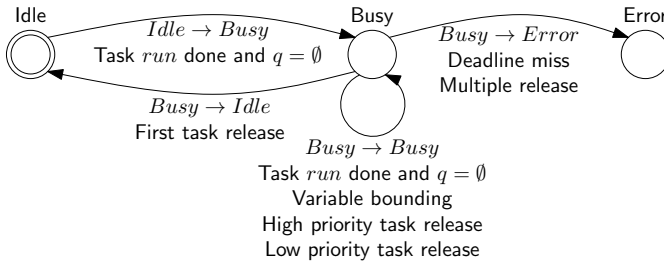 Idle
Busy
Error
Idle → Busy
Task run done and q = ∅
Busy → Error
Deadline miss
Multiple release
Busy → Idle
First task release
Busy → Busy
Task run done and q = ∅
Variable bounding
High priority task release
Low priority task release